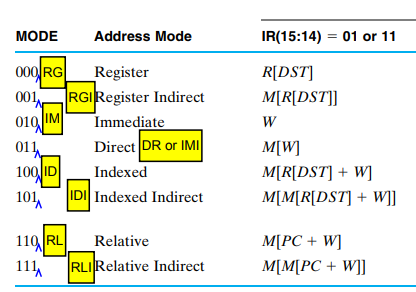 MODE Address Mode IR(15:14) = 01 or 11
000 RG Register R[DST]
001 RGI Register Indirect M[R[DST]]
010 IM Immediate W
011 Direct DR or IMI M[W]
100 ID Indexed M[R[DST] + W]
101 IDI Indexed Indirect M[M[R[DST] + W]]
110 RL Relative M[PC + W]
111 RLI Relative Indirect M[M[PC + W]]